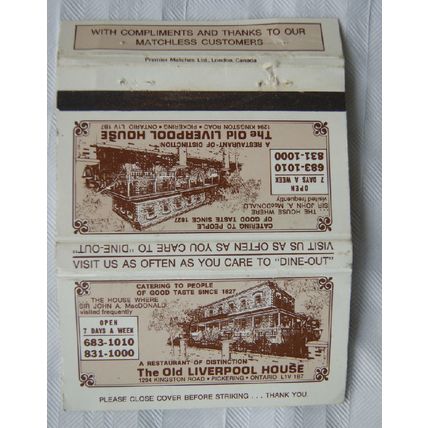 WITH COMPLIMENTS AND THANKS TO OUR
MATCHLESS CUSTOMERS
Premier Matches Ltd., London, Canada
1294 KINGSTON ROAD • PICKERING • ONTARIO L1V 1B7
The Old LIVERPOOL HOUSE
A RESTAURANT OF DISTINCTION
831-1000
683-1010
7 DAYS A WEEK
OPEN
visited frequently
SIR JOHN A. MacDONALD
THE HOUSE WHERE
OF GOOD TASTE SINCE 1827
CATERING TO PEOPLE
VISIT US AS OFTEN AS YOU CARE TO "DINE-OUT"
VISIT US AS OFTEN AS YOU CARE TO "DINE-OUT"
CATERING TO PEOPLE
OF GOOD TASTE SINCE 1827
THE HOUSE WHERE
SIR JOHN A. MacDONALD
visited frequently
OPEN
7 DAYS A WEEK
683-1010
831-1000
A RESTAURANT OF DISTINCTION
The Old LIVERPOOL HOUSE
1294 KINGSTON ROAD • PICKERING • ONTARIO L1V 1B7
PLEASE CLOSE COVER BEFORE STRIKING . . . THANK YOU.